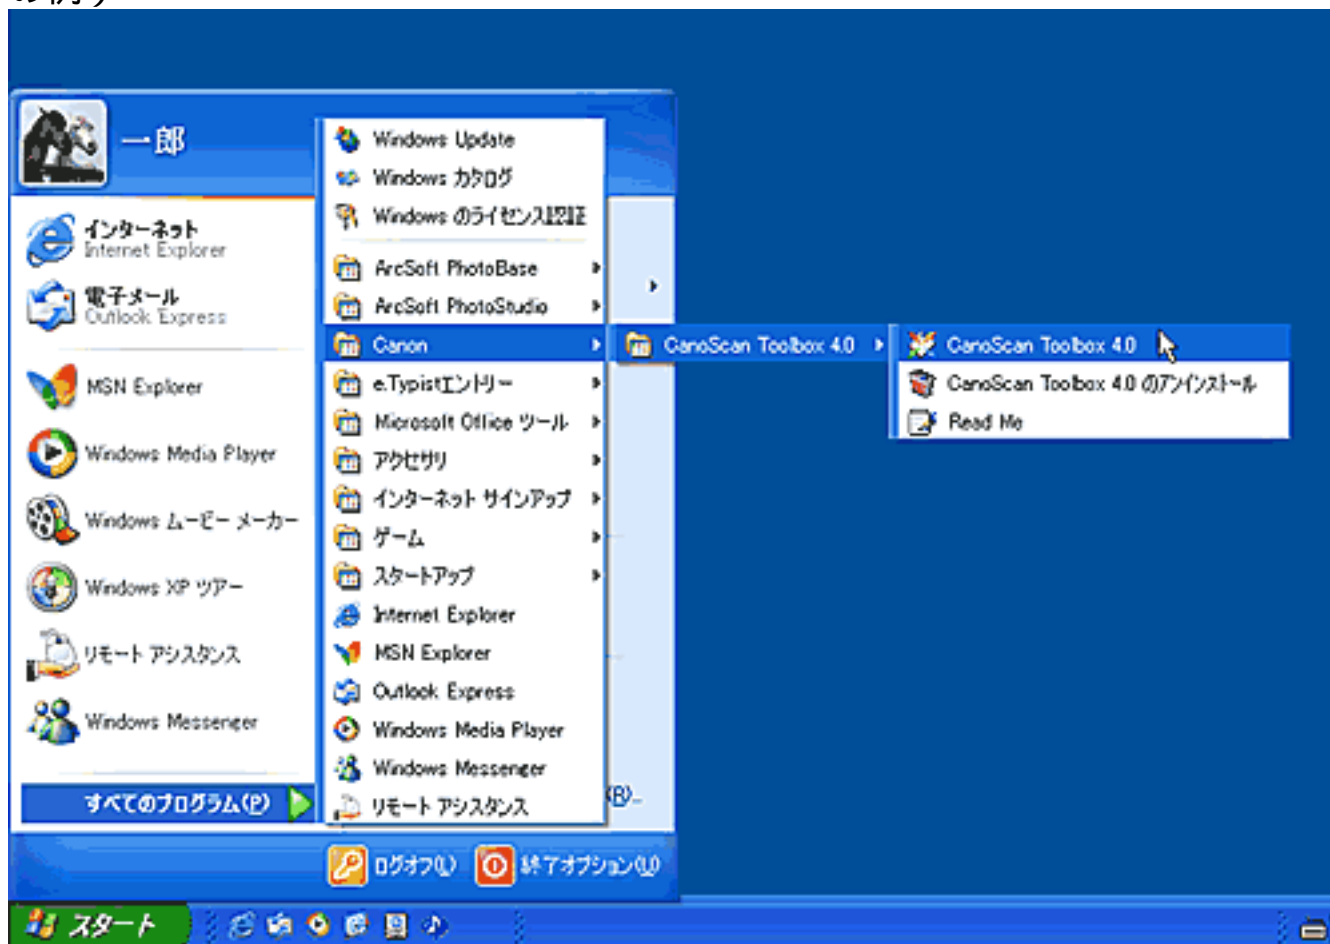 一郎
インターネット
Internet Explorer
電子メール
Outlook Express
MSN Explorer
Windows Media Player
Windows ムービー メーカー
Windows XP ツアー
リモート アシスタンス
Windows Messenger
すべてのプログラム(P)
Windows Update
Windows カタログ
Windows のライセンス認証
ArcSoft PhotoBase
ArcSoft PhotoStudio
Canon
e.Typistエントリー
Microsoft Office ツール
アクセサリ
インターネット サインアップ
ゲーム
スタートアップ
Internet Explorer
MSN Explorer
Outlook Express
Windows Media Player
Windows Messenger
リモート アシスタンス
CanoScan Toolbox 4.0
CanoScan Toolbox 4.0
CanoScan Toolbox 4.0 のアンインストール
Read Me
(R)...
ログオフ(L)
終了オプション(U)
スタート